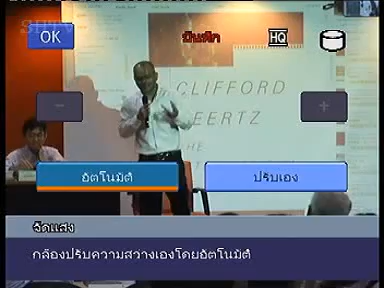 OK
บันทึก
HQ
CLIFFORD
EERTZ
HE
-
+
อัตโนมัติ
ปรับเอง
จัดแสง
กล้องปรับความสว่างเองโดยอัตโนมัติ